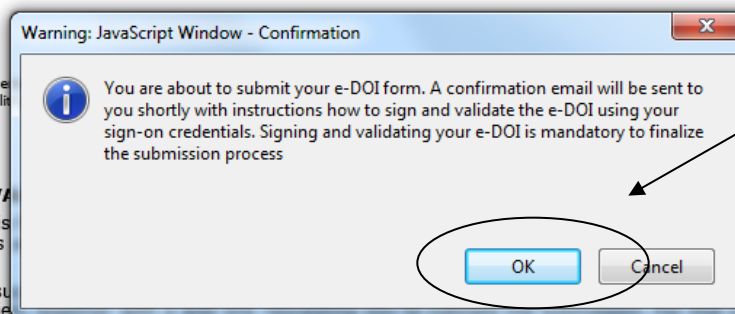 Warning: JavaScript Window - Confirmation
You are about to submit your e-DOI form. A confirmation email will be sent to
you shortly with instructions how to sign and validate the e-DOI using your
sign-on credentials. Signing and validating your e-DOI is mandatory to finalize
the submission process
OK
Cancel